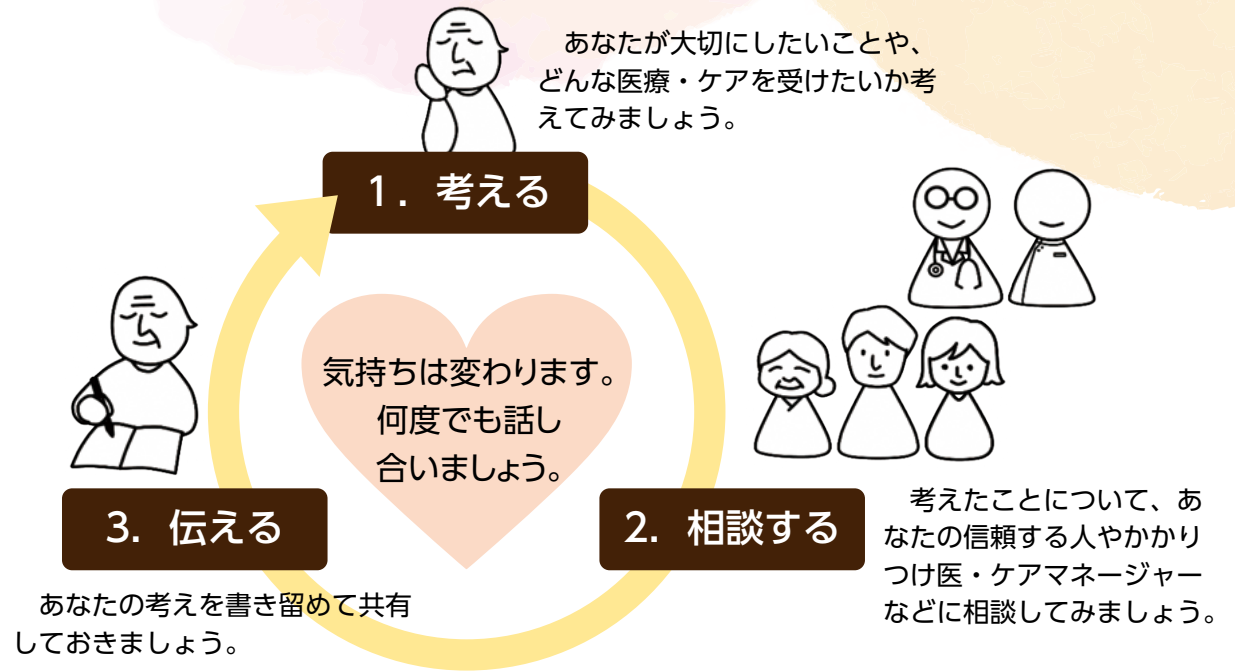 あなたが大切にしたいことや、
どんな医療・ケアを受けたいか考
えてみましょう。
1. 考える
気持ちは変わります。
何度でも話し
合いましょう。
2. 相談する
考えたことについて、あ
なたの信頼する人やかかり
つけ医・ケアマネージャー
などに相談してみましょう。
3. 伝える
あなたの考えを書き留めて共有
しておきましょう。